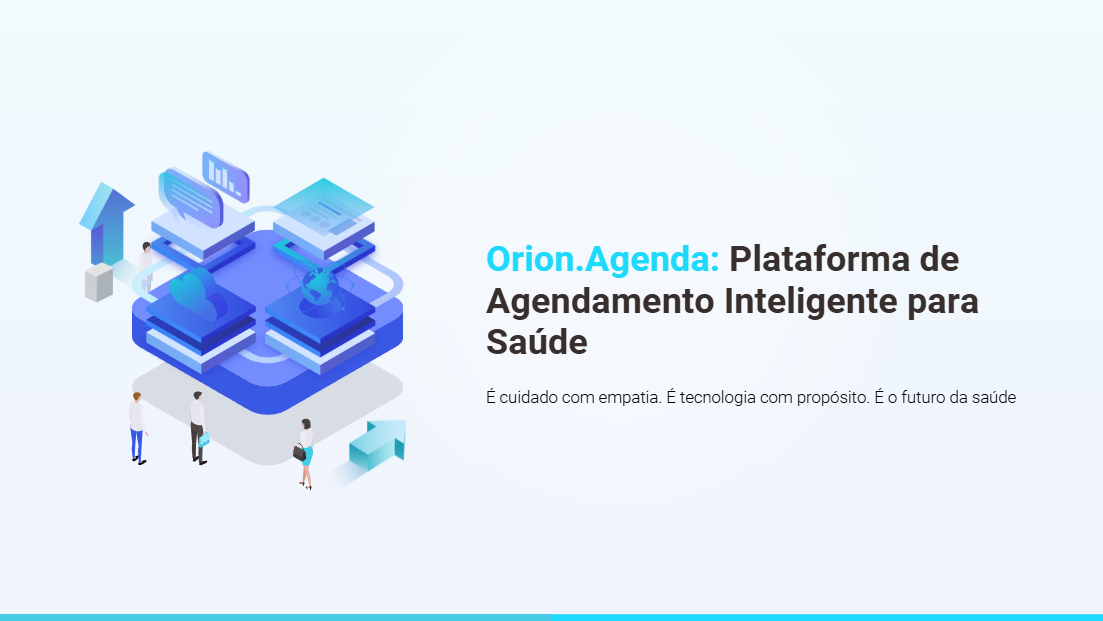 Orion.Agenda: Plataforma de
Agendamento Inteligente para
Saúde
É cuidado com empatia. É tecnologia com propósito. É o futuro da saúde